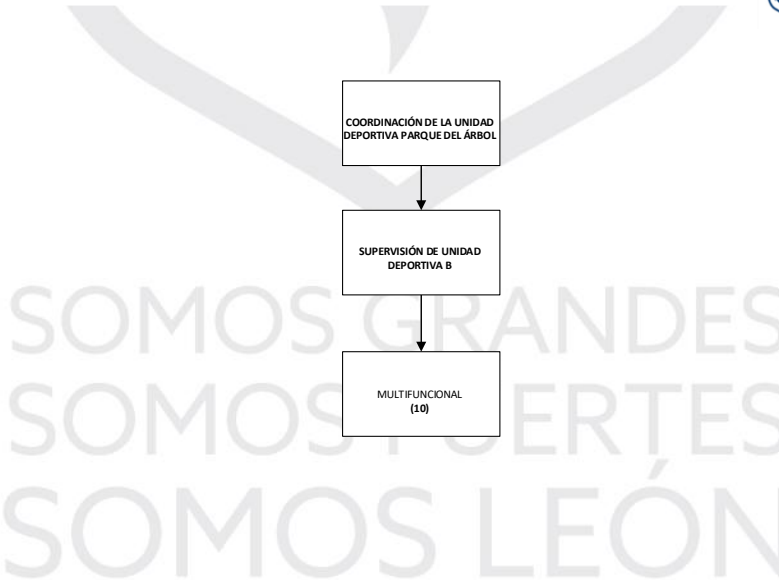 COORDINACIÓN DE LA UNIDAD
DEPORTIVA PARQUE DEL ÁRBOL
SUPERVISIÓN DE UNIDAD
DEPORTIVA B
SOMOS GRANDES
MULTIFUNCIONAL
(10)
SOMOS FUERTES
SOMOS LEÓN